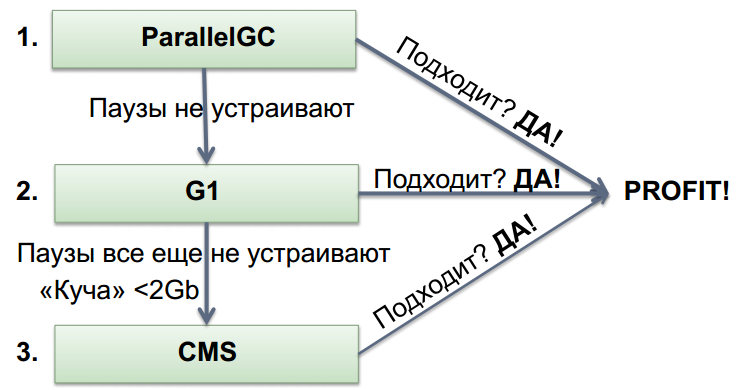 1. ParallelGC
Подходит? ДА!
Паузы не устраивают
2. G1
Подходит? ДА!
PROFIT!
Паузы все еще не устраивают
«Куча» <2Gb
Подходит? ДА!
3. CMS